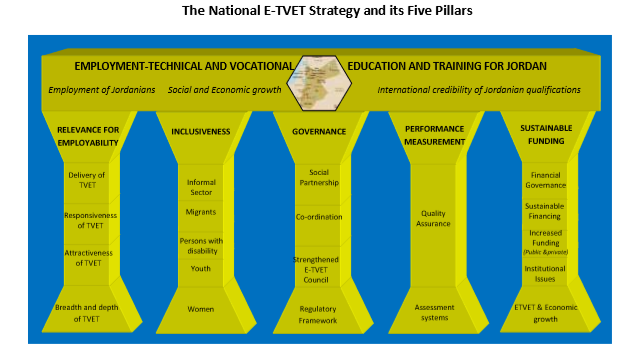 The National E-TVET Strategy and its Five Pillars
EMPLOYMENT-TECHNICAL AND VOCATIONAL EDUCATION AND TRAINING FOR JORDAN
Employment of Jordanians Social and Economic growth International credibility of Jordanian qualifications
RELEVANCE FOR
EMPLOYABILITY
Delivery of
TVET
Responsiveness
of TVET
Attractiveness
of TVET
Breadth and depth
of TVET
INCLUSIVENESS
Informal
Sector
Migrants
Persons with
disability
Youth
Women
GOVERNANCE
Social
Partnership
Co-ordination
Strengthened
E-TVET
Council
Regulatory
Framework
PERFORMANCE
MEASUREMENT
Quality
Assurance
Assessment
systems
SUSTAINABLE
FUNDING
Financial
Governance
Sustainable
Financing
Increased
Funding
(Public &private)
Institutional
Issues
ETVET & Economic
growth